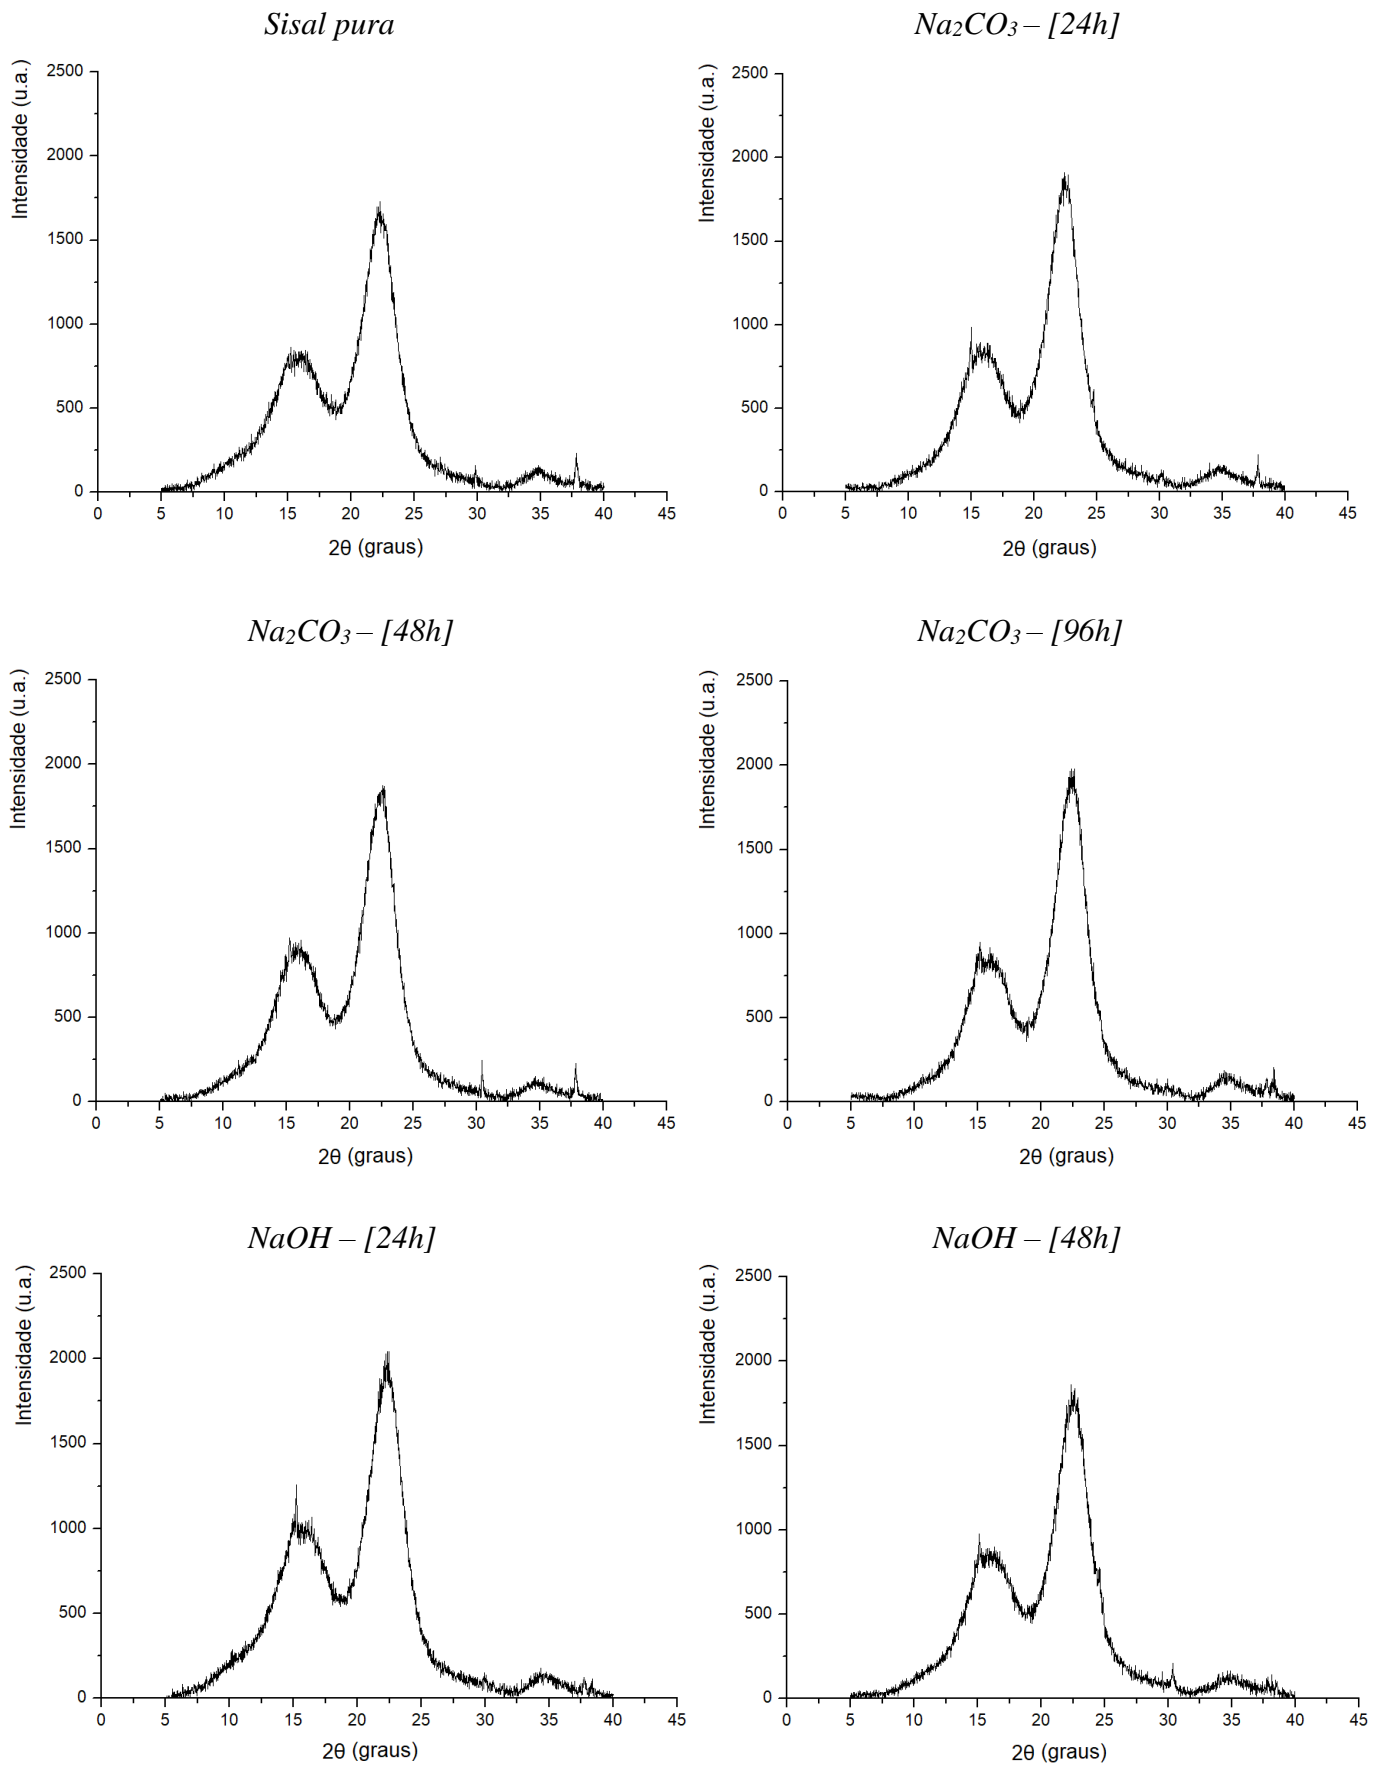 Sisal pura
Na₂CO₃ – [24h]
Intensidade (u.a.)
2500
2000
1500
1000
500
0
0 5 10 15 20 25 30 35 40 45
2θ (graus)
Intensidade (u.a.)
2500
2000
1500
1000
500
0
0 5 10 15 20 25 30 35 40 45
2θ (graus)
Na₂CO₃ – [48h]
Na₂CO₃ – [96h]
Intensidade (u.a.)
2500
2000
1500
1000
500
0
0 5 10 15 20 25 30 35 40 45
2θ (graus)
Intensidade (u.a.)
2500
2000
1500
1000
500
0
0 5 10 15 20 25 30 35 40 45
2θ (graus)
NaOH – [24h]
NaOH – [48h]
Intensidade (u.a.)
2500
2000
1500
1000
500
0
0 5 10 15 20 25 30 35 40 45
2θ (graus)
Intensidade (u.a.)
2500
2000
1500
1000
500
0
0 5 10 15 20 25 30 35 40 45
2θ (graus)